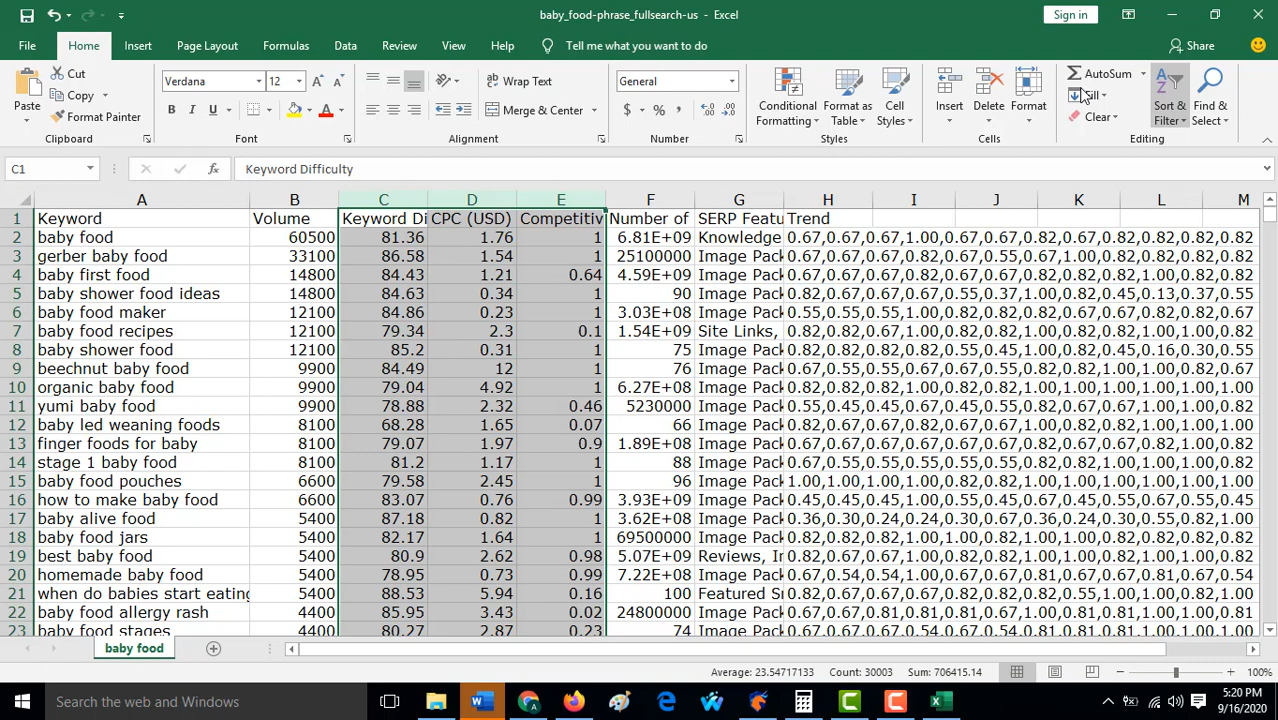 baby_food-phrase_fullsearch-us - Excel
Sign in
File Home Insert Page Layout Formulas Data Review View Help Tell me what you want to do Share
Paste Cut Copy Format Painter Clipboard
Verdana 12 B I U A A A Font
Wrap Text Merge & Center Alignment
General $ % , Number
Conditional Formatting Format as Table Cell Styles Styles
Insert Delete Format Cells
AutoSum Fill Clear Sort & Filter Find & Select Editing
C1 fx Keyword Difficulty
A B C D E F G H I J K L M
1 Keyword Volume Keyword Di CPC (USD) Competitiv Number of SERP Featu Trend
2 baby food 60500 81.36 1.76 1 6.81E+09 Knowledge 0.67,0.67,0.67,1.00,0.67,0.67,0.82,0.67,0.82,0.82,0.82,0.82
3 gerber baby food 33100 86.58 1.54 1 25100000 Image Pack 0.67,0.67,0.67,0.82,0.67,0.55,0.67,1.00,0.82,0.82,0.82,0.82
4 baby first food 14800 84.43 1.21 0.64 4.59E+09 Image Pack 0.67,0.82,0.67,0.82,0.82,0.82,0.82,0.82,0.82,1.00,0.82,0.82
5 baby shower food ideas 14800 84.63 0.34 1 90 Image Pack 0.82,0.67,0.67,0.67,0.55,0.37,1.00,0.82,0.45,0.13,0.37,0.55
6 baby food maker 12100 84.86 0.23 1 3.03E+08 Image Pack 0.55,0.55,0.55,0.67,0.55,0.55,0.67,1.00,0.82,0.82,0.67,0.82
7 baby food recipes 12100 79.34 2.3 0.1 1.54E+09 Site Links, 0.82,0.82,0.67,1.00,0.82,0.82,0.82,0.82,0.82,1.00,1.00,0.82
8 baby shower food 12100 85.2 0.31 1 75 Image Pack 0.82,0.82,0.82,0.82,0.55,0.45,1.00,0.82,0.45,0.16,0.30,0.55
9 beechnut baby food 9900 84.49 12 1 76 Image Pack 0.67,0.55,0.67,0.82,0.55,0.55,0.82,0.82,0.82,1.00,0.82,0.67
10 organic baby food 9900 79.04 4.92 1 6.27E+08 Image Pack 0.82,0.82,0.82,1.00,0.82,0.82,1.00,1.00,1.00,1.00,1.00,1.00
11 yumi baby food 9900 78.88 2.32 0.46 5230000 Image Pack 0.55,0.45,0.45,0.67,0.45,0.55,0.82,0.67,0.67,0.82,1.00,0.82
12 baby led weaning foods 8100 68.28 1.65 0.07 66 Image Pack 0.82,0.67,0.82,1.00,0.82,0.82,0.82,0.82,0.82,1.00,1.00,0.82
13 finger foods for baby 8100 79.07 1.97 0.9 1.89E+08 Image Pack 0.67,0.67,0.67,0.67,0.67,0.67,0.82,0.67,0.67,0.82,1.00,0.67
14 stage 1 baby food 8100 81.2 1.17 1 88 Image Pack 0.67,0.55,0.55,0.55,0.55,0.55,0.82,0.82,0.82,1.00,0.82,0.82
15 baby food pouches 6600 79.58 2.45 1 96 Image Pack 1.00,1.00,1.00,1.00,0.82,0.82,1.00,0.82,0.82,1.00,1.00,1.00
16 how to make baby food 6600 83.07 0.76 0.99 3.93E+09 Image Pack 0.45,0.45,0.45,1.00,0.45,0.45,0.55,0.45,0.67,0.45,0.55,0.45
17 baby alive food 5400 87.18 0.82 1 3.62E+08 Image Pack 0.36,0.30,0.24,0.24,0.30,0.67,0.36,0.24,0.30,0.55,0.82,1.00
18 baby food jars 5400 82.17 1.64 1 69500000 Image Pack 0.82,0.82,0.82,1.00,0.82,1.00,1.00,0.82,0.82,1.00,1.00,0.82
19 best baby food 5400 80.9 2.62 0.98 5.07E+09 Reviews, In 0.82,0.67,0.67,1.00,0.82,0.82,0.82,0.82,0.82,1.00,1.00,0.82
20 homemade baby food 5400 78.95 0.73 0.99 7.22E+08 Image Pack 0.67,0.54,0.54,1.00,0.67,0.67,0.81,0.67,0.81,0.67,0.67,0.54
21 when do babies start eating 5400 88.53 5.94 0.16 100 Featured Sn 0.82,0.67,0.67,0.82,0.55,0.82,0.82,0.82,0.55,1.00,0.82,0.82
22 baby food allergy rash 4400 85.95 3.43 0.02 24800000 Image Pack 0.67,0.67,0.81,0.81,0.81,0.67,0.81,1.00,0.81,0.81,1.00,0.81
23 baby food stages 4400 80.27 2.87 0.23 74 Image Pack 0.67,0.67,0.67,0.54,0.67,0.54,0.81,0.81,0.81,1.00,1.00,0.81
baby food
Average: 23.54717133 Count: 30003 Sum: 706415.14 100%
Search the web and Windows
5:20 PM
9/16/2020